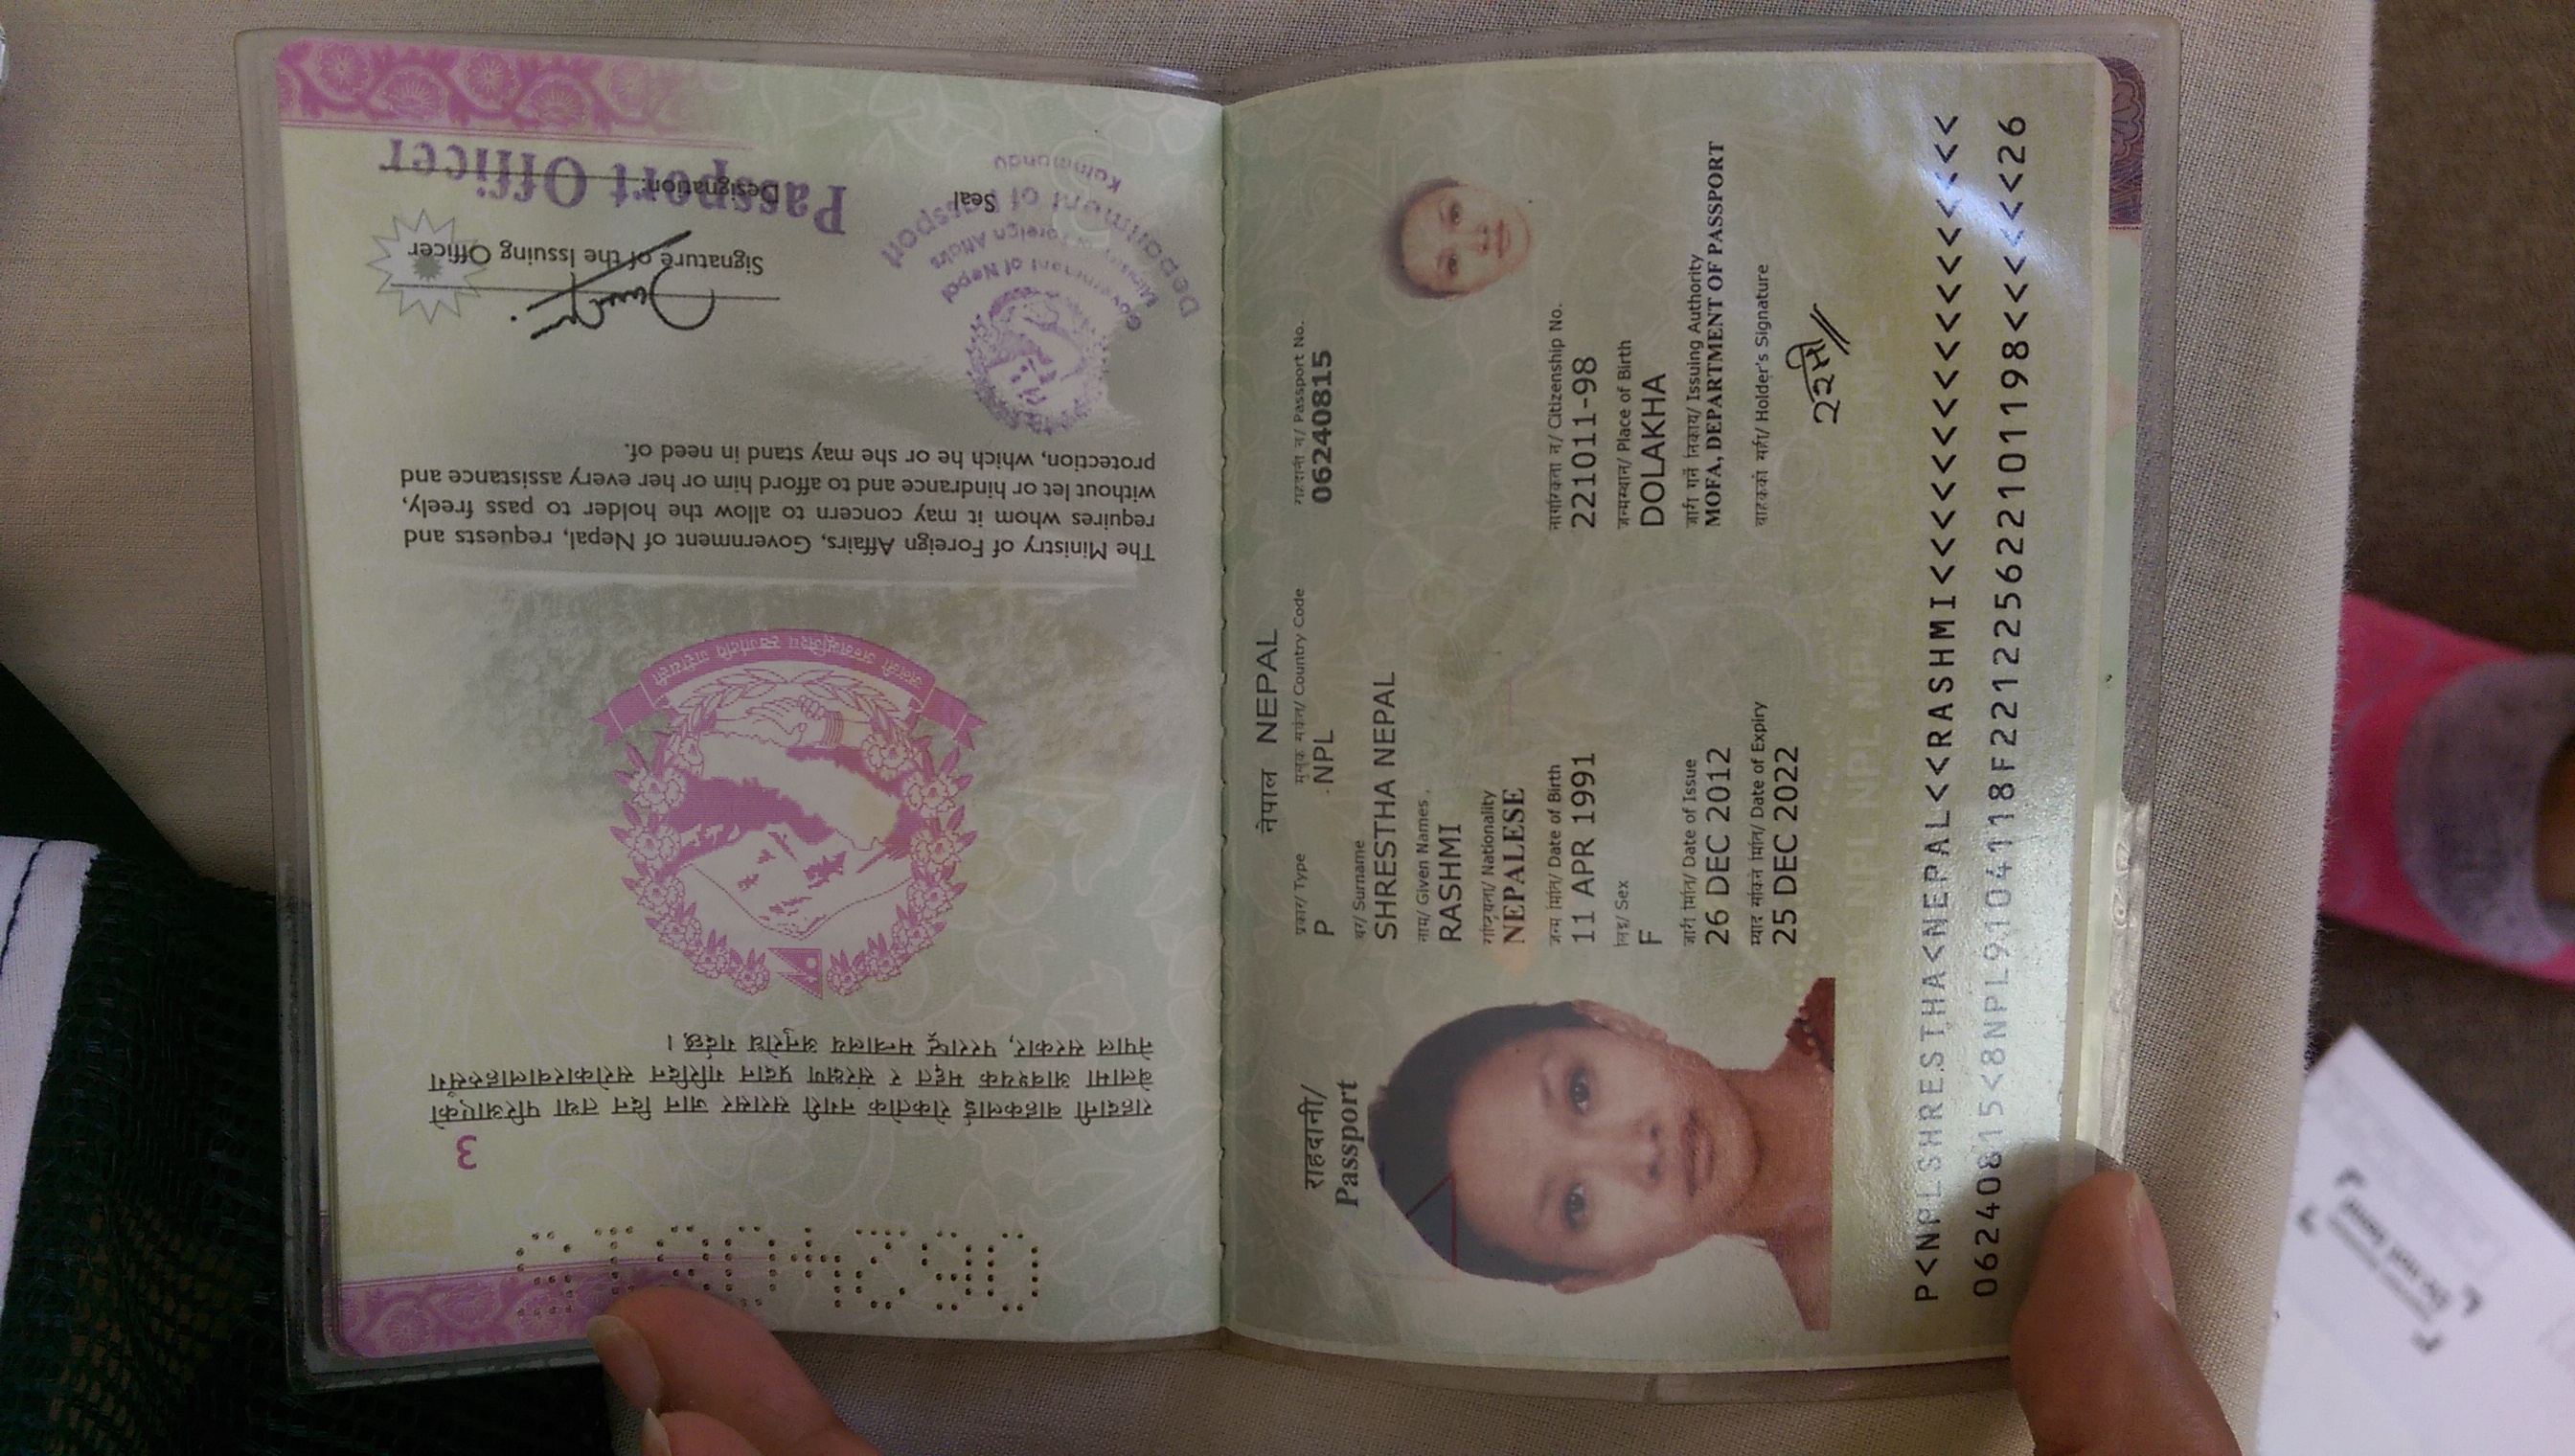 राहदानी/
Passport
नेपाल NEPAL
प्रकार/ Type
P
मुलुक संकेत/ Country Code
NPL
राहदानी नं/ Passport No.
06240815
थर/ Surname
SHRESTHA NEPAL
नाम/ Given Names
RASHMI
राष्ट्रियता/ Nationality
NEPALESE
जन्म मिति/ Date of Birth
11 APR 1991
नागरिकता नं/ Citizenship No.
221011-98
लिङ्ग/ Sex
F
जन्मस्थान/ Place of Birth
DOLAKHA
जारी मिति/ Date of Issue
26 DEC 2012
जारी गर्ने निकाय/ Issuing Authority
MOFA, DEPARTMENT OF PASSPORT
म्याद सकिने मिति/ Date of Expiry
25 DEC 2022
वाहकको सही/ Holder's Signature
P<NPLSHRESTHA<NEPAL<<RASHMI<<<<<<<<<<<<<<<<<
06240815<8NPL9104118F221225622101198<<<<<<26
3
राहदानी वाहकलाई रोकतोक नगरी सरासर जान दिन तथा परिआएको
बेलामा आवश्यक मद्दत र संरक्षण प्रदान गरिदिन सरोकारवालाहरुसँग
नेपाल सरकार, परराष्ट्र मन्त्रालय अनुरोध गर्दछ।
The Ministry of Foreign Affairs, Government of Nepal, requests and
requires whom it may concern to allow the holder to pass freely,
without let or hindrance and to afford him or her every assistance and
protection, which he or she may stand in need of.
Signature of the Issuing Officer
Designation:
Passport Officer
Seal
Government of Nepal
Ministry of Foreign Affairs
Department of Passport
Kathmandu
06240815